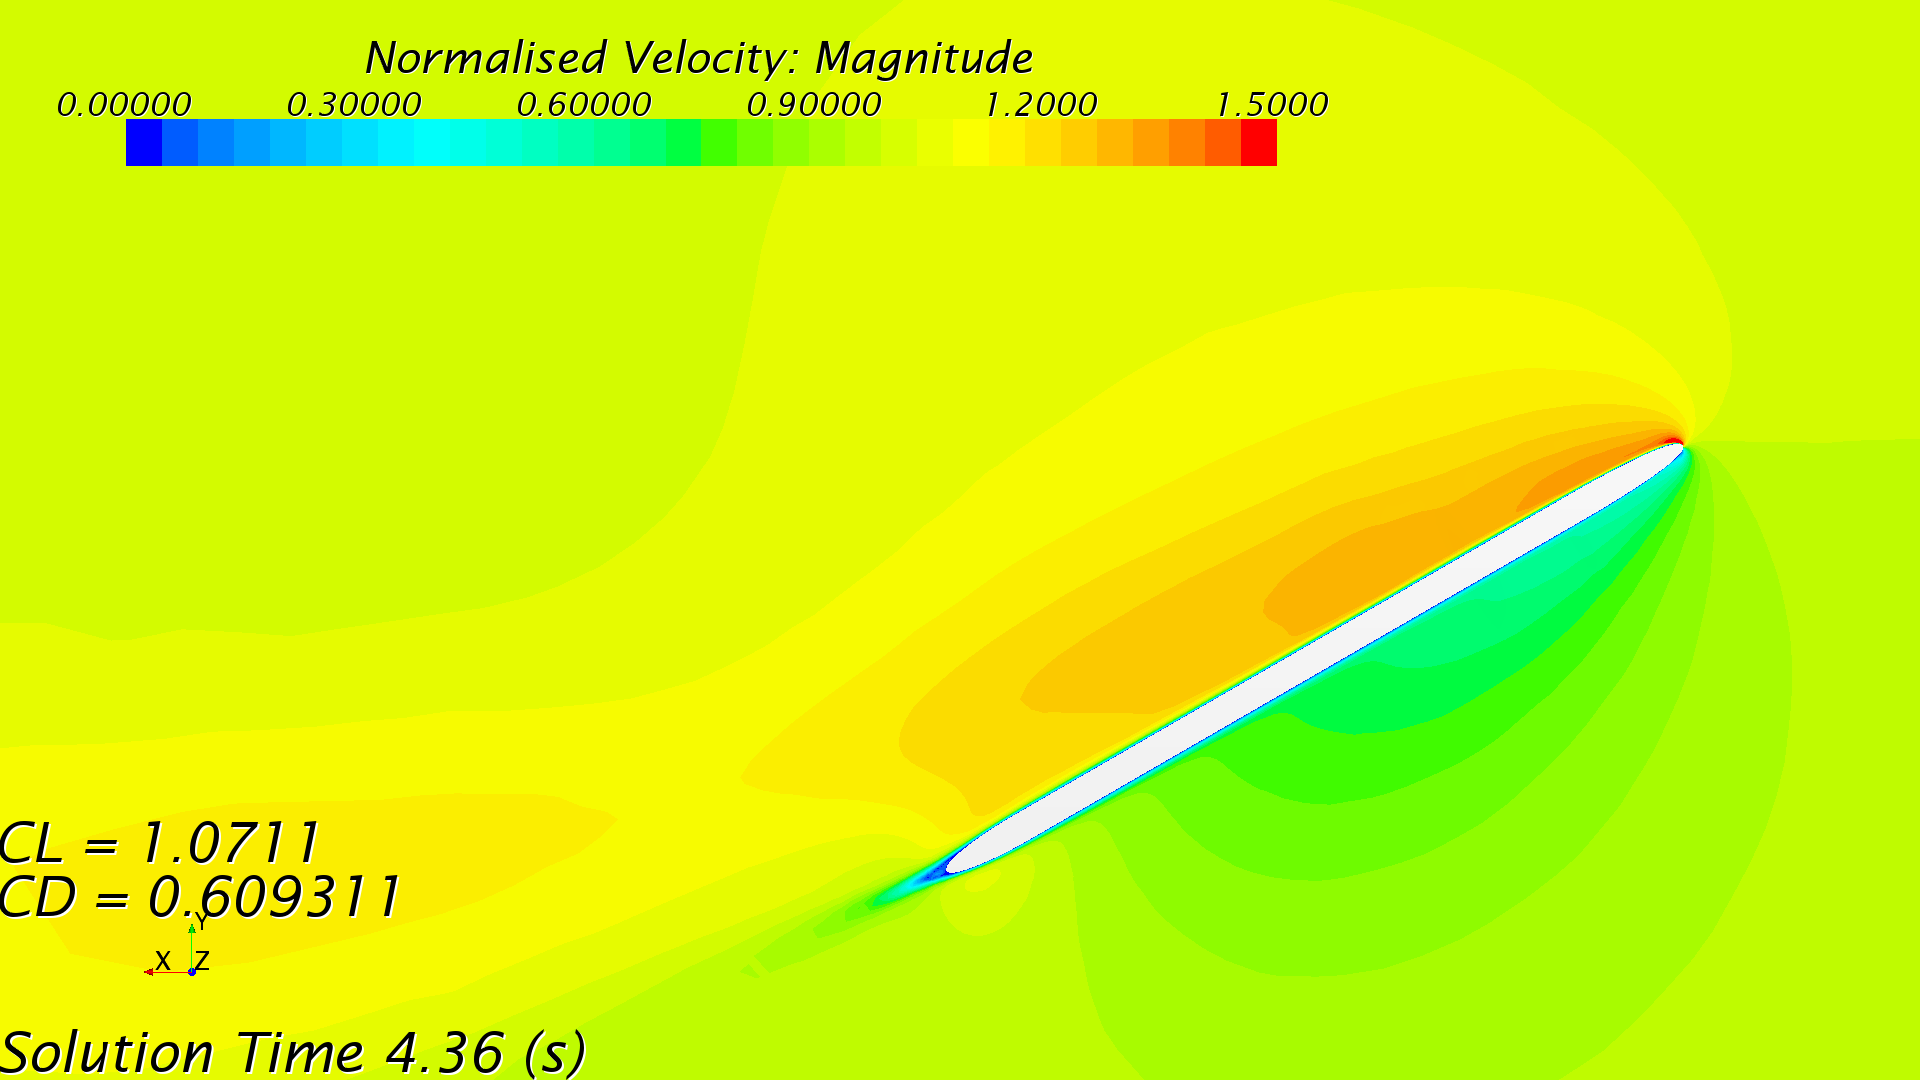 Normalised Velocity: Magnitude
0.00000 0.30000 0.60000 0.90000 1.2000 1.5000
CL = 1.0711
CD = 0.609311
Y
X Z
Solution Time 4.36 (s)